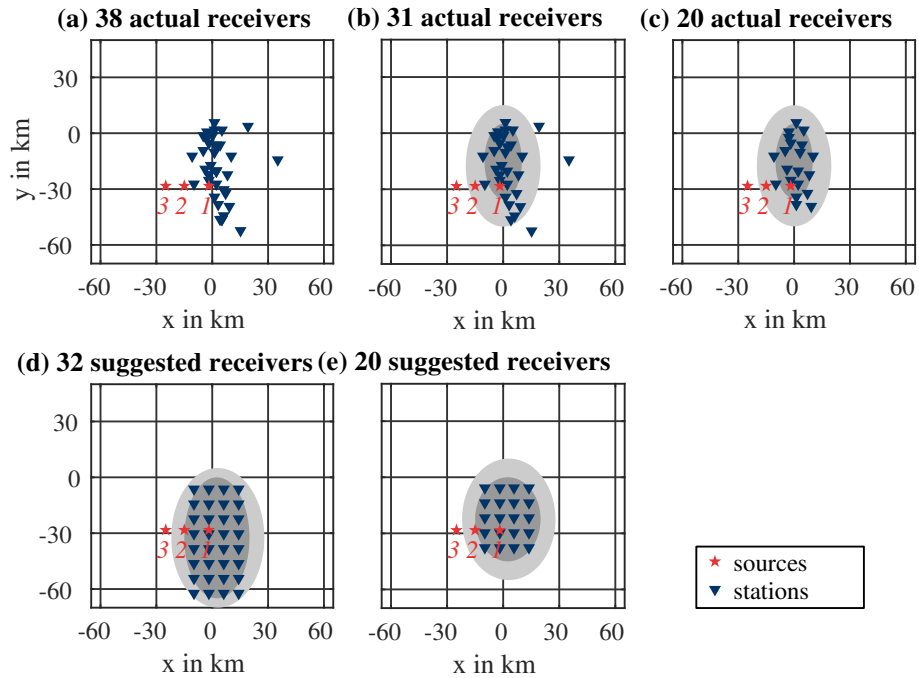 (a) 38 actual receivers
(b) 31 actual receivers
(c) 20 actual receivers
y in km
30
0
-30
-60
3 2 1
3 2 1
3 2 1
-60 -30 0 30 60
-60 -30 0 30 60
-60 -30 0 30 60
x in km
x in km
x in km
(d) 32 suggested receivers
(e) 20 suggested receivers
30
0
-30
-60
3 2 1
3 2 1
-60 -30 0 30 60
-60 -30 0 30 60
x in km
x in km
sources
stations